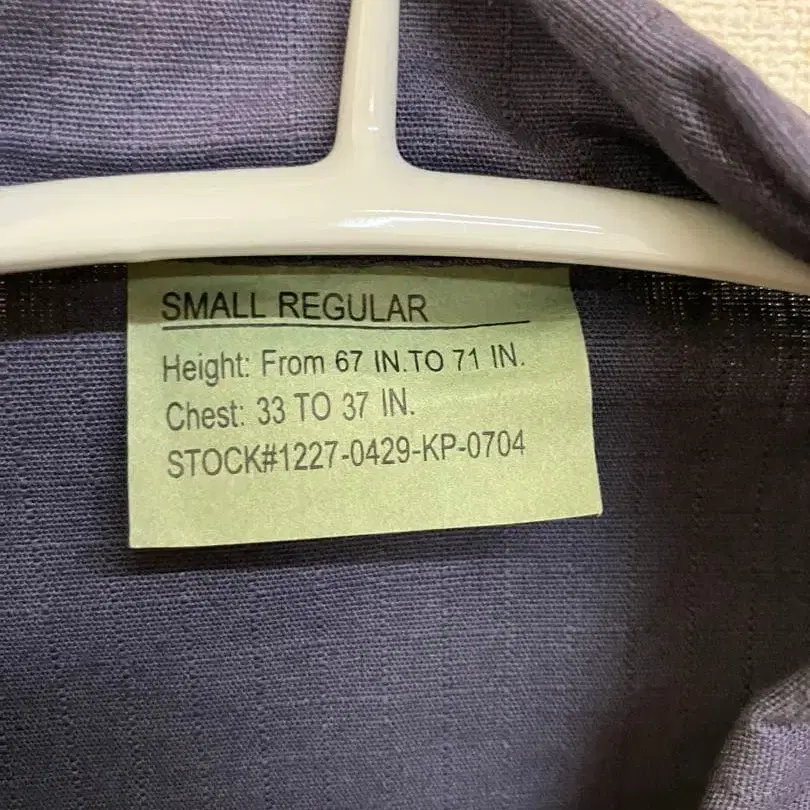 SMALL REGULAR
Height: From 67 IN.TO 71 IN.
Chest: 33 TO 37 IN.
STOCK#1227-0429-KP-0704